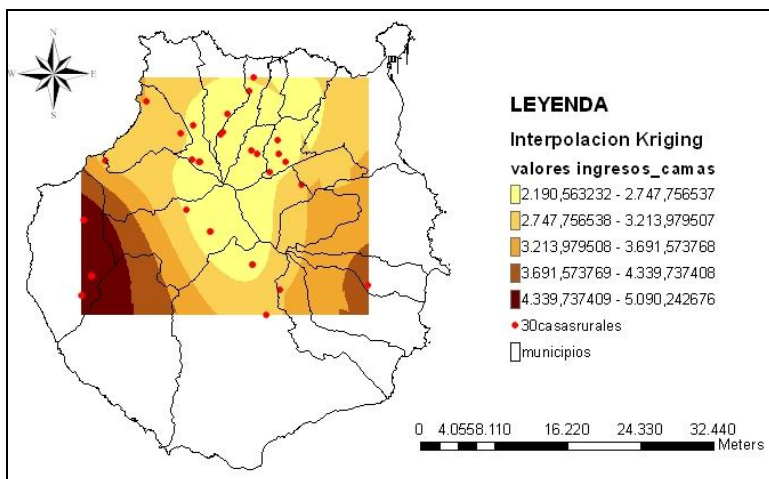 N
W E
S
LEYENDA
Interpolacion Kriging
valores ingresos_camas
2.190,563232 - 2.747,756537
2.747,756538 - 3.213,979507
3.213,979508 - 3.691,573768
3.691,573769 - 4.339,737408
4.339,737409 - 5.090,242676
30casasrurales
municipios
0 4.0558.110 16.220 24.330 32.440
Meters